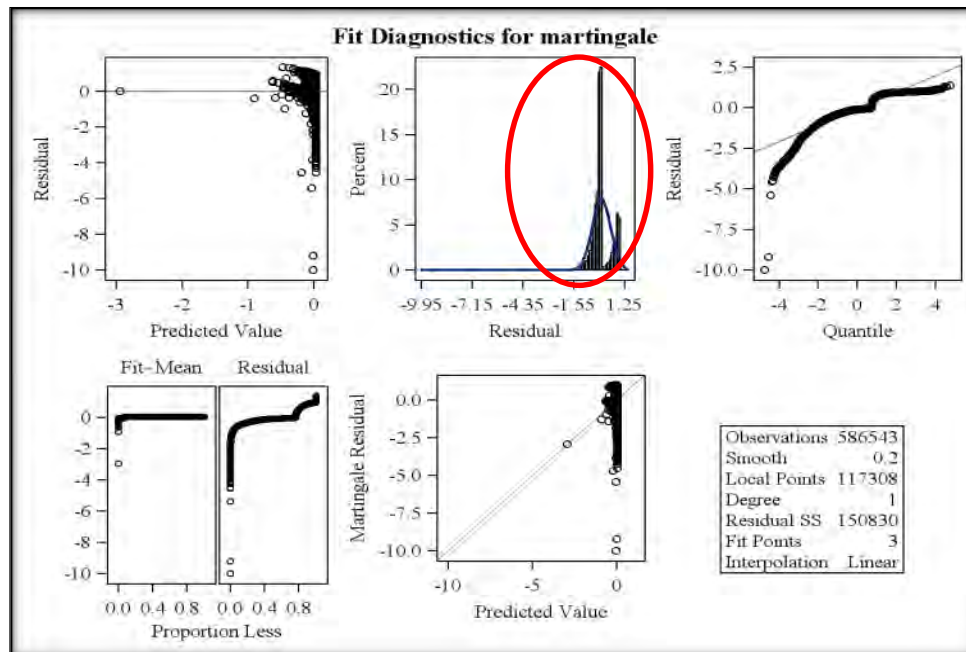 Fit Diagnostics for martingale
0
-2
-4
-6
-8
-10
Residual
-3
-2
-1
0
Predicted Value
20
15
10
5
0
Percent
-9.95 -7.15 -4.35 -1.55 1.25
Residual
2.5
0.0
-2.5
-5.0
-7.5
-10.0
Residual
-4
-2
0
2
4
Quantile
Fit–Mean
Residual
0
-2
-4
-6
-8
-10
0.0 0.4 0.8
0.0 0.4 0.8
Proportion Less
0.0
-2.5
-5.0
-7.5
-10.0
Martingale Residual
-10
-5
0
Predicted Value
Observations 586543
Smooth 0.2
Local Points 117308
Degree 1
Residual SS 150830
Fit Points 3
Interpolation Linear